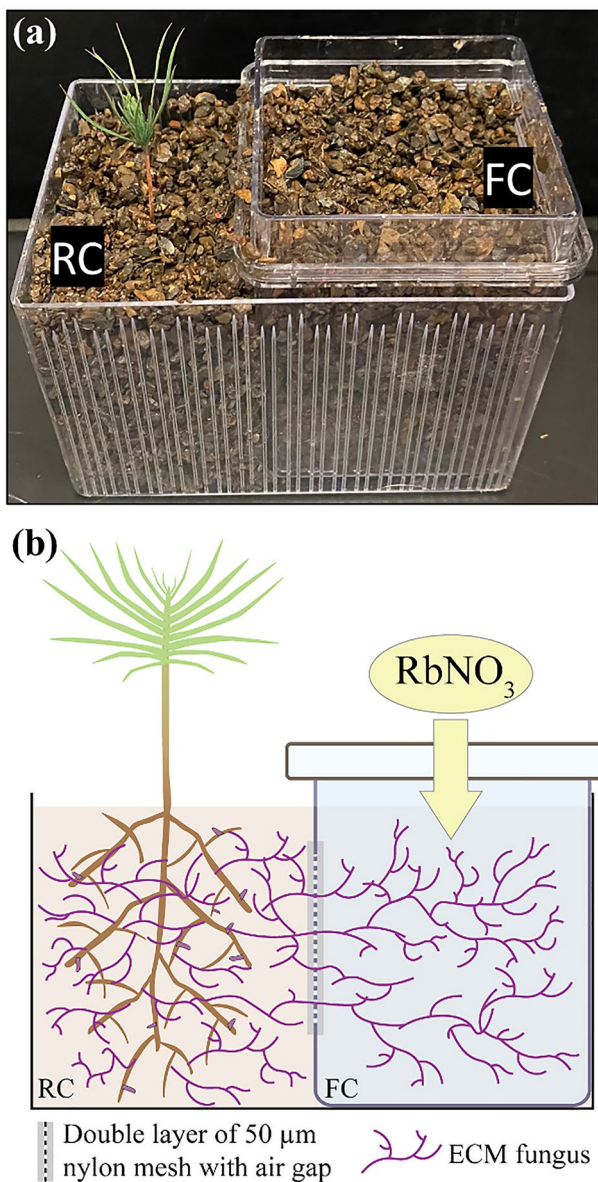 (a)
RC
FC
(b)
RbNO₃
RC
FC
Double layer of 50 µm
nylon mesh with air gap
ECM fungus